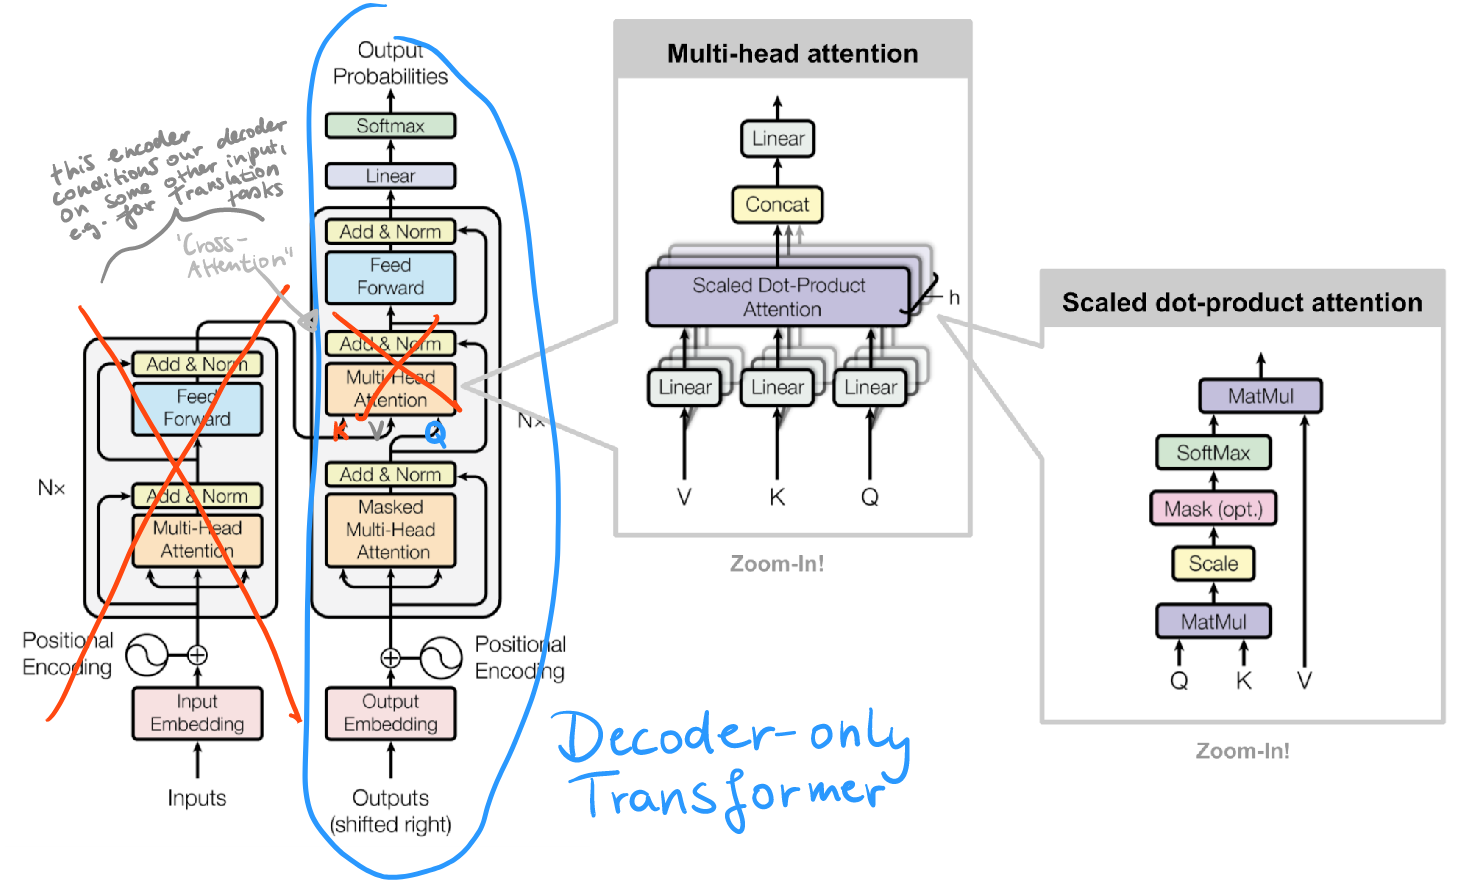 this encoder
conditions our decoder
on some other input,
e.g. for Translation
tasks
"Cross-
Attention"
Output
Probabilities
Softmax
Linear
Add & Norm
Feed
Forward
Add & Norm
Multi-Head
Attention
K V Q
Nx
Add & Norm
Masked
Multi-Head
Attention
Positional
Encoding
Output
Embedding
Outputs
(shifted right)
Add & Norm
Feed
Forward
Nx
Add & Norm
Multi-Head
Attention
Positional
Encoding
Input
Embedding
Inputs
Decoder-only
Transformer
Multi-head attention
Linear
Concat
Scaled Dot-Product
Attention
h
Linear Linear Linear
V K Q
Zoom-In!
Scaled dot-product attention
MatMul
SoftMax
Mask (opt.)
Scale
MatMul
Q K V
Zoom-In!